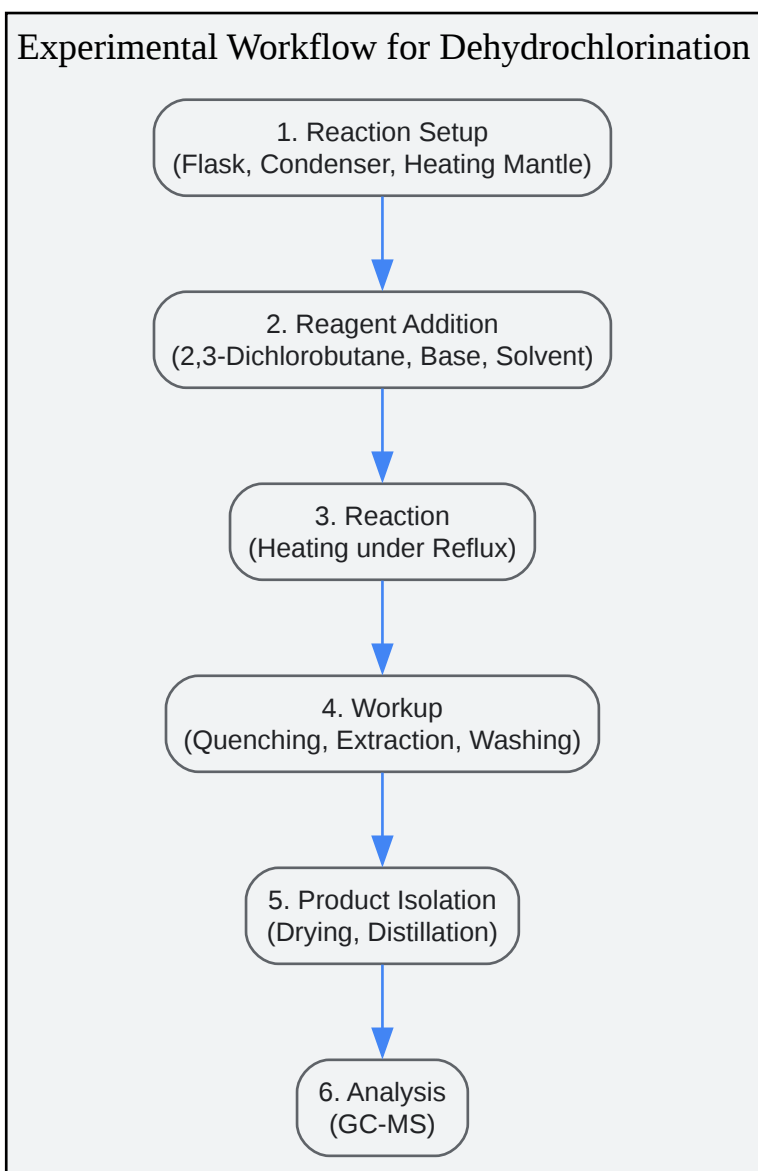 Experimental Workflow for Dehydrochlorination
1. Reaction Setup
(Flask, Condenser, Heating Mantle)
2. Reagent Addition
(2,3-Dichlorobutane, Base, Solvent)
3. Reaction
(Heating under Reflux)
4. Workup
(Quenching, Extraction, Washing)
5. Product Isolation
(Drying, Distillation)
6. Analysis
(GC-MS)